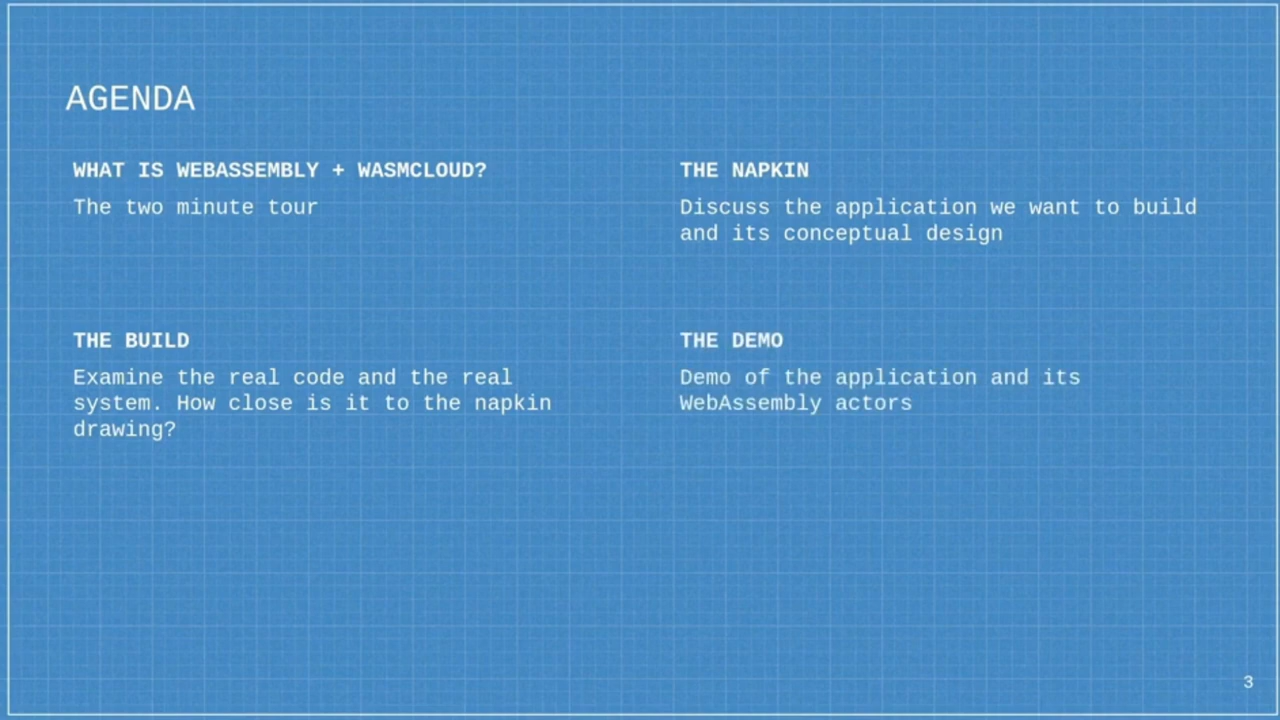 AGENDA
WHAT IS WEBASSEMBLY + WASMCLOUD?
The two minute tour
THE NAPKIN
Discuss the application we want to build
and its conceptual design
THE BUILD
Examine the real code and the real
system. How close is it to the napkin
drawing?
THE DEMO
Demo of the application and its
WebAssembly actors
3